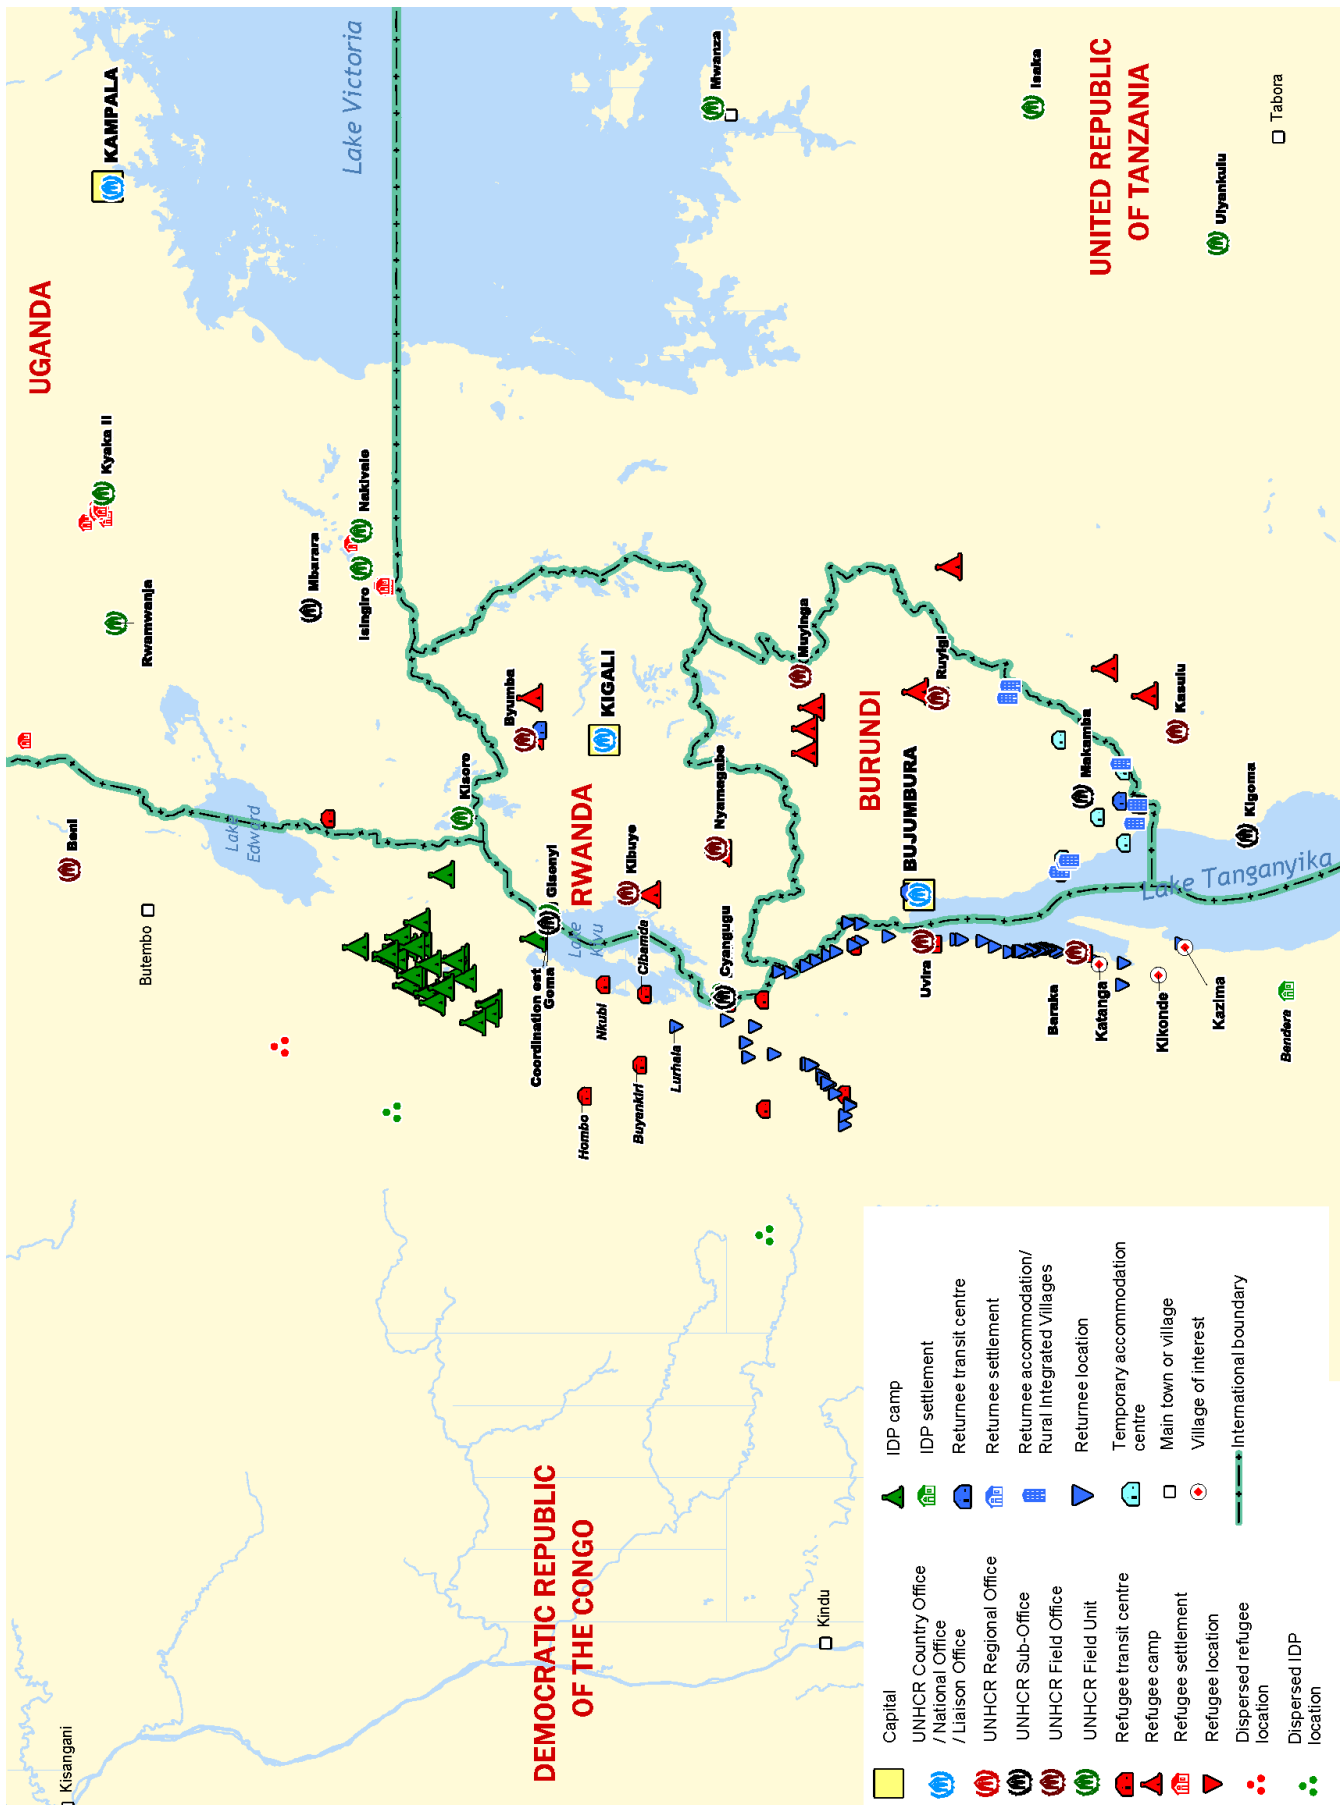 UGANDA
KAMPALA
Lake Victoria
Kyaka II
Rwamwanja
Mbarara
Nakivale
Isingiro
Mwanza
Isaka
UNITED REPUBLIC
OF TANZANIA
Tabora
Ulyankulu
Beni
Butembo
Lake
Edward
Kisoro
Byumba
KIGALI
RWANDA
Gisenyi
Kibuye
Nyamagabe
Muyinga
BURUNDI
Ruyigi
BUJUMBURA
Makamba
Kasulu
Kigoma
Lake Tanganyika
Coordination est
Goma
Lake
Kivu
Nkubi
Cibamda
Cyangugu
Hombo
Buyankiri
Lurhala
Uvira
Baraka
Katanga
Kikonde
Kazima
Bendera
Kisangani
DEMOCRATIC REPUBLIC
OF THE CONGO
Kindu
Capital
UNHCR Country Office
/ National Office
/ Liaison Office
UNHCR Regional Office
UNHCR Sub-Office
UNHCR Field Office
UNHCR Field Unit
Refugee transit centre
Refugee camp
Refugee settlement
Refugee location
Dispersed refugee
location
Dispersed IDP
location
IDP camp
IDP settlement
Returnee transit centre
Returnee settlement
Returnee accommodation/
Rural Integrated Villages
Returnee location
Temporary accommodation
centre
Main town or village
Village of interest
International boundary